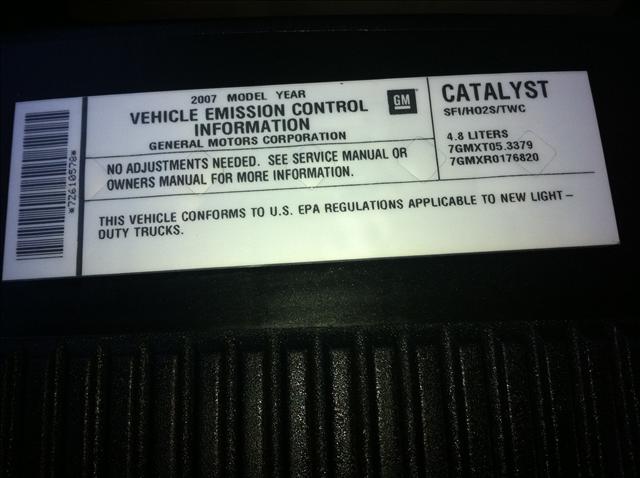 2007 MODEL YEAR
VEHICLE EMISSION CONTROL
INFORMATION
GENERAL MOTORS CORPORATION
GM
CATALYST
SFI/HO2S/TWC
4.8 LITERS
7GMXT05.3379
7GMXR0176820
NO ADJUSTMENTS NEEDED. SEE SERVICE MANUAL OR
OWNERS MANUAL FOR MORE INFORMATION.
THIS VEHICLE CONFORMS TO U.S. EPA REGULATIONS APPLICABLE TO NEW LIGHT-
DUTY TRUCKS.
*7Z610578*